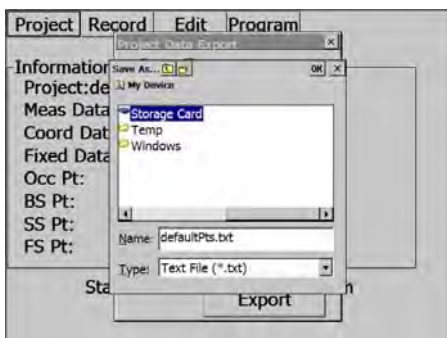 Project Record Edit Program
Project Data Export
Information
Save As... OK
My Device
Project:de
Meas Data
Storage Card
Coord Dat
Temp
Fixed Data
Windows
Occ Pt:
BS Pt:
SS Pt:
Name: defaultPts.txt
FS Pt:
Type: Text File (*.txt)
Sta
Export